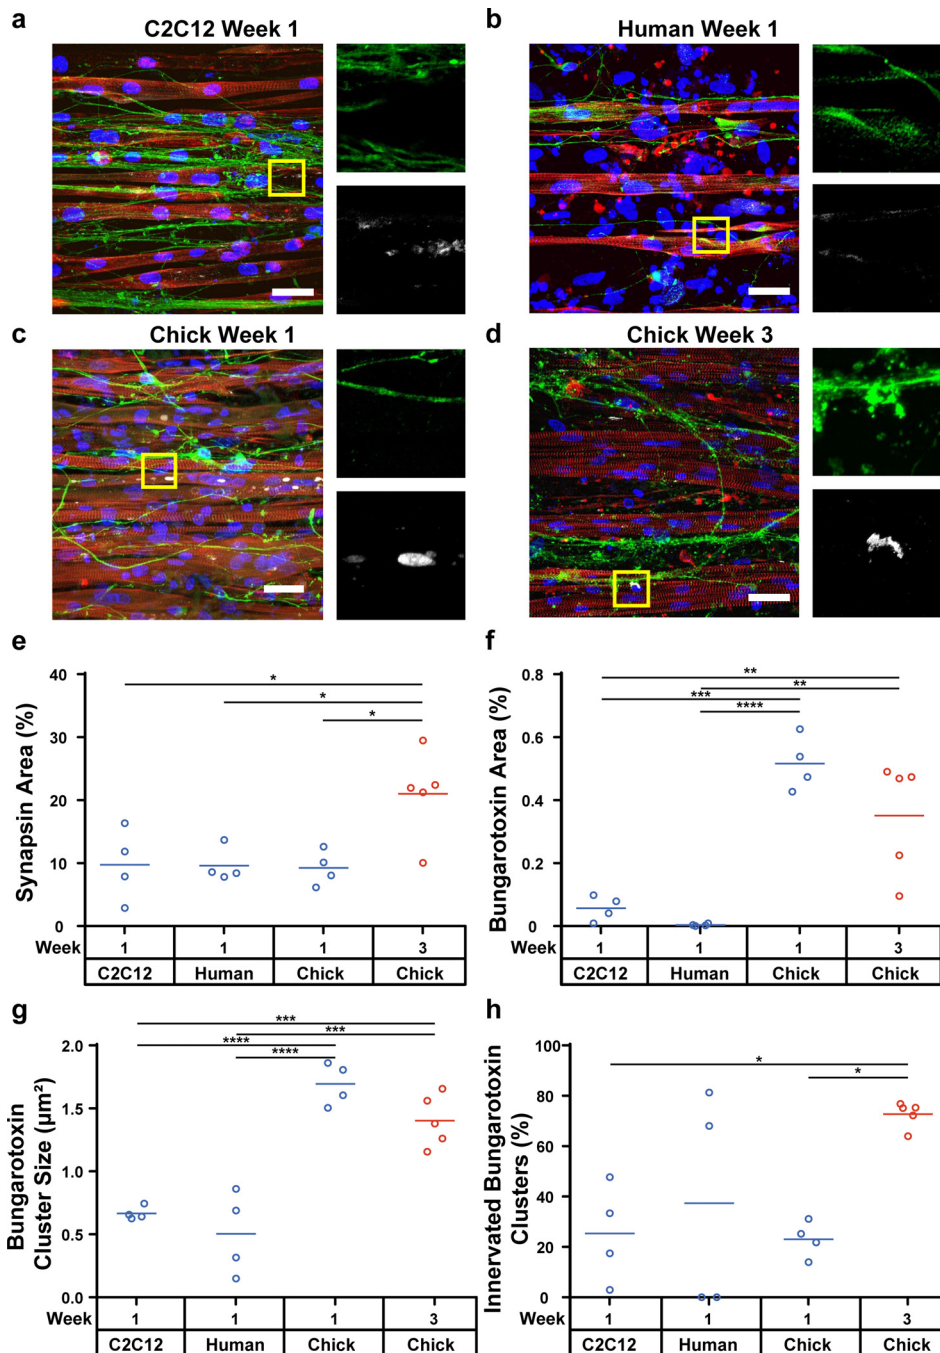 a
C2C12 Week 1
b
Human Week 1
c
Chick Week 1
d
Chick Week 3
e
Synapsin Area (%)
40
30
20
10
0
*
*
*
Week
1
1
1
3
C2C12
Human
Chick
Chick
f
Bungarotoxin Area (%)
0.8
0.6
0.4
0.2
0
**
**
***
****
Week
1
1
1
3
C2C12
Human
Chick
Chick
g
Bungarotoxin
Cluster Size (µm²)
2.0
1.5
1.0
0.5
0.0
***
***
****
****
Week
1
1
1
3
C2C12
Human
Chick
Chick
h
Innervated Bungarotoxin
Clusters (%)
100
80
60
40
20
0
*
*
Week
1
1
1
3
C2C12
Human
Chick
Chick